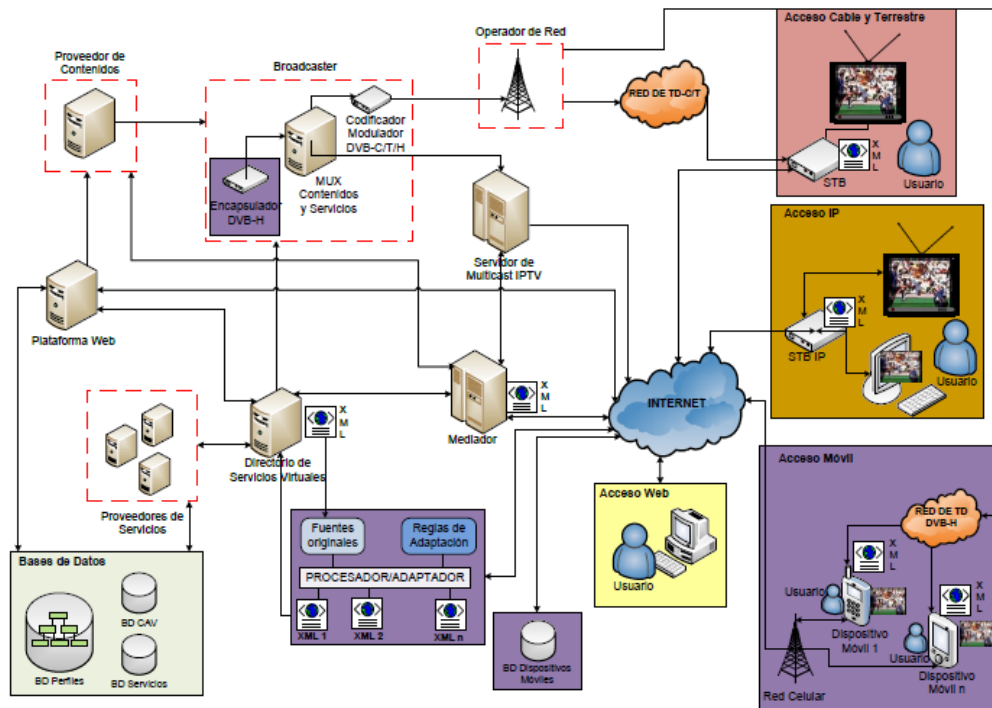 Proveedor de
Contenidos
Broadcaster
Codificador
Modulador
DVB-C/T/H
Encapsulador
DVB-H
MUX
Contenidos
y Servicios
Operador de Red
RED DE TD-C/T
Acceso Cable y Terrestre
STB
X
M
L
Usuario
Servidor de
Multicast IPTV
Acceso IP
X
M
L
STB IP
Usuario
Plataforma Web
Mediador
X
M
L
INTERNET
Directorio de
Servicios Virtuales
X
M
L
Proveedores de
Servicios
Acceso Web
Usuario
Acceso Móvil
RED DE TD
DVB-H
X
M
L
Usuario
Dispositivo
Móvil 1
X
M
L
Usuario
Dispositivo
Móvil n
Red Celular
Fuentes
originales
Reglas de
Adaptación
PROCESADOR/ADAPTADOR
XML 1
XML 2
XML n
BD Dispositivos
Móviles
Bases de Datos
BD CAV
BD Perfiles
BD Servicios